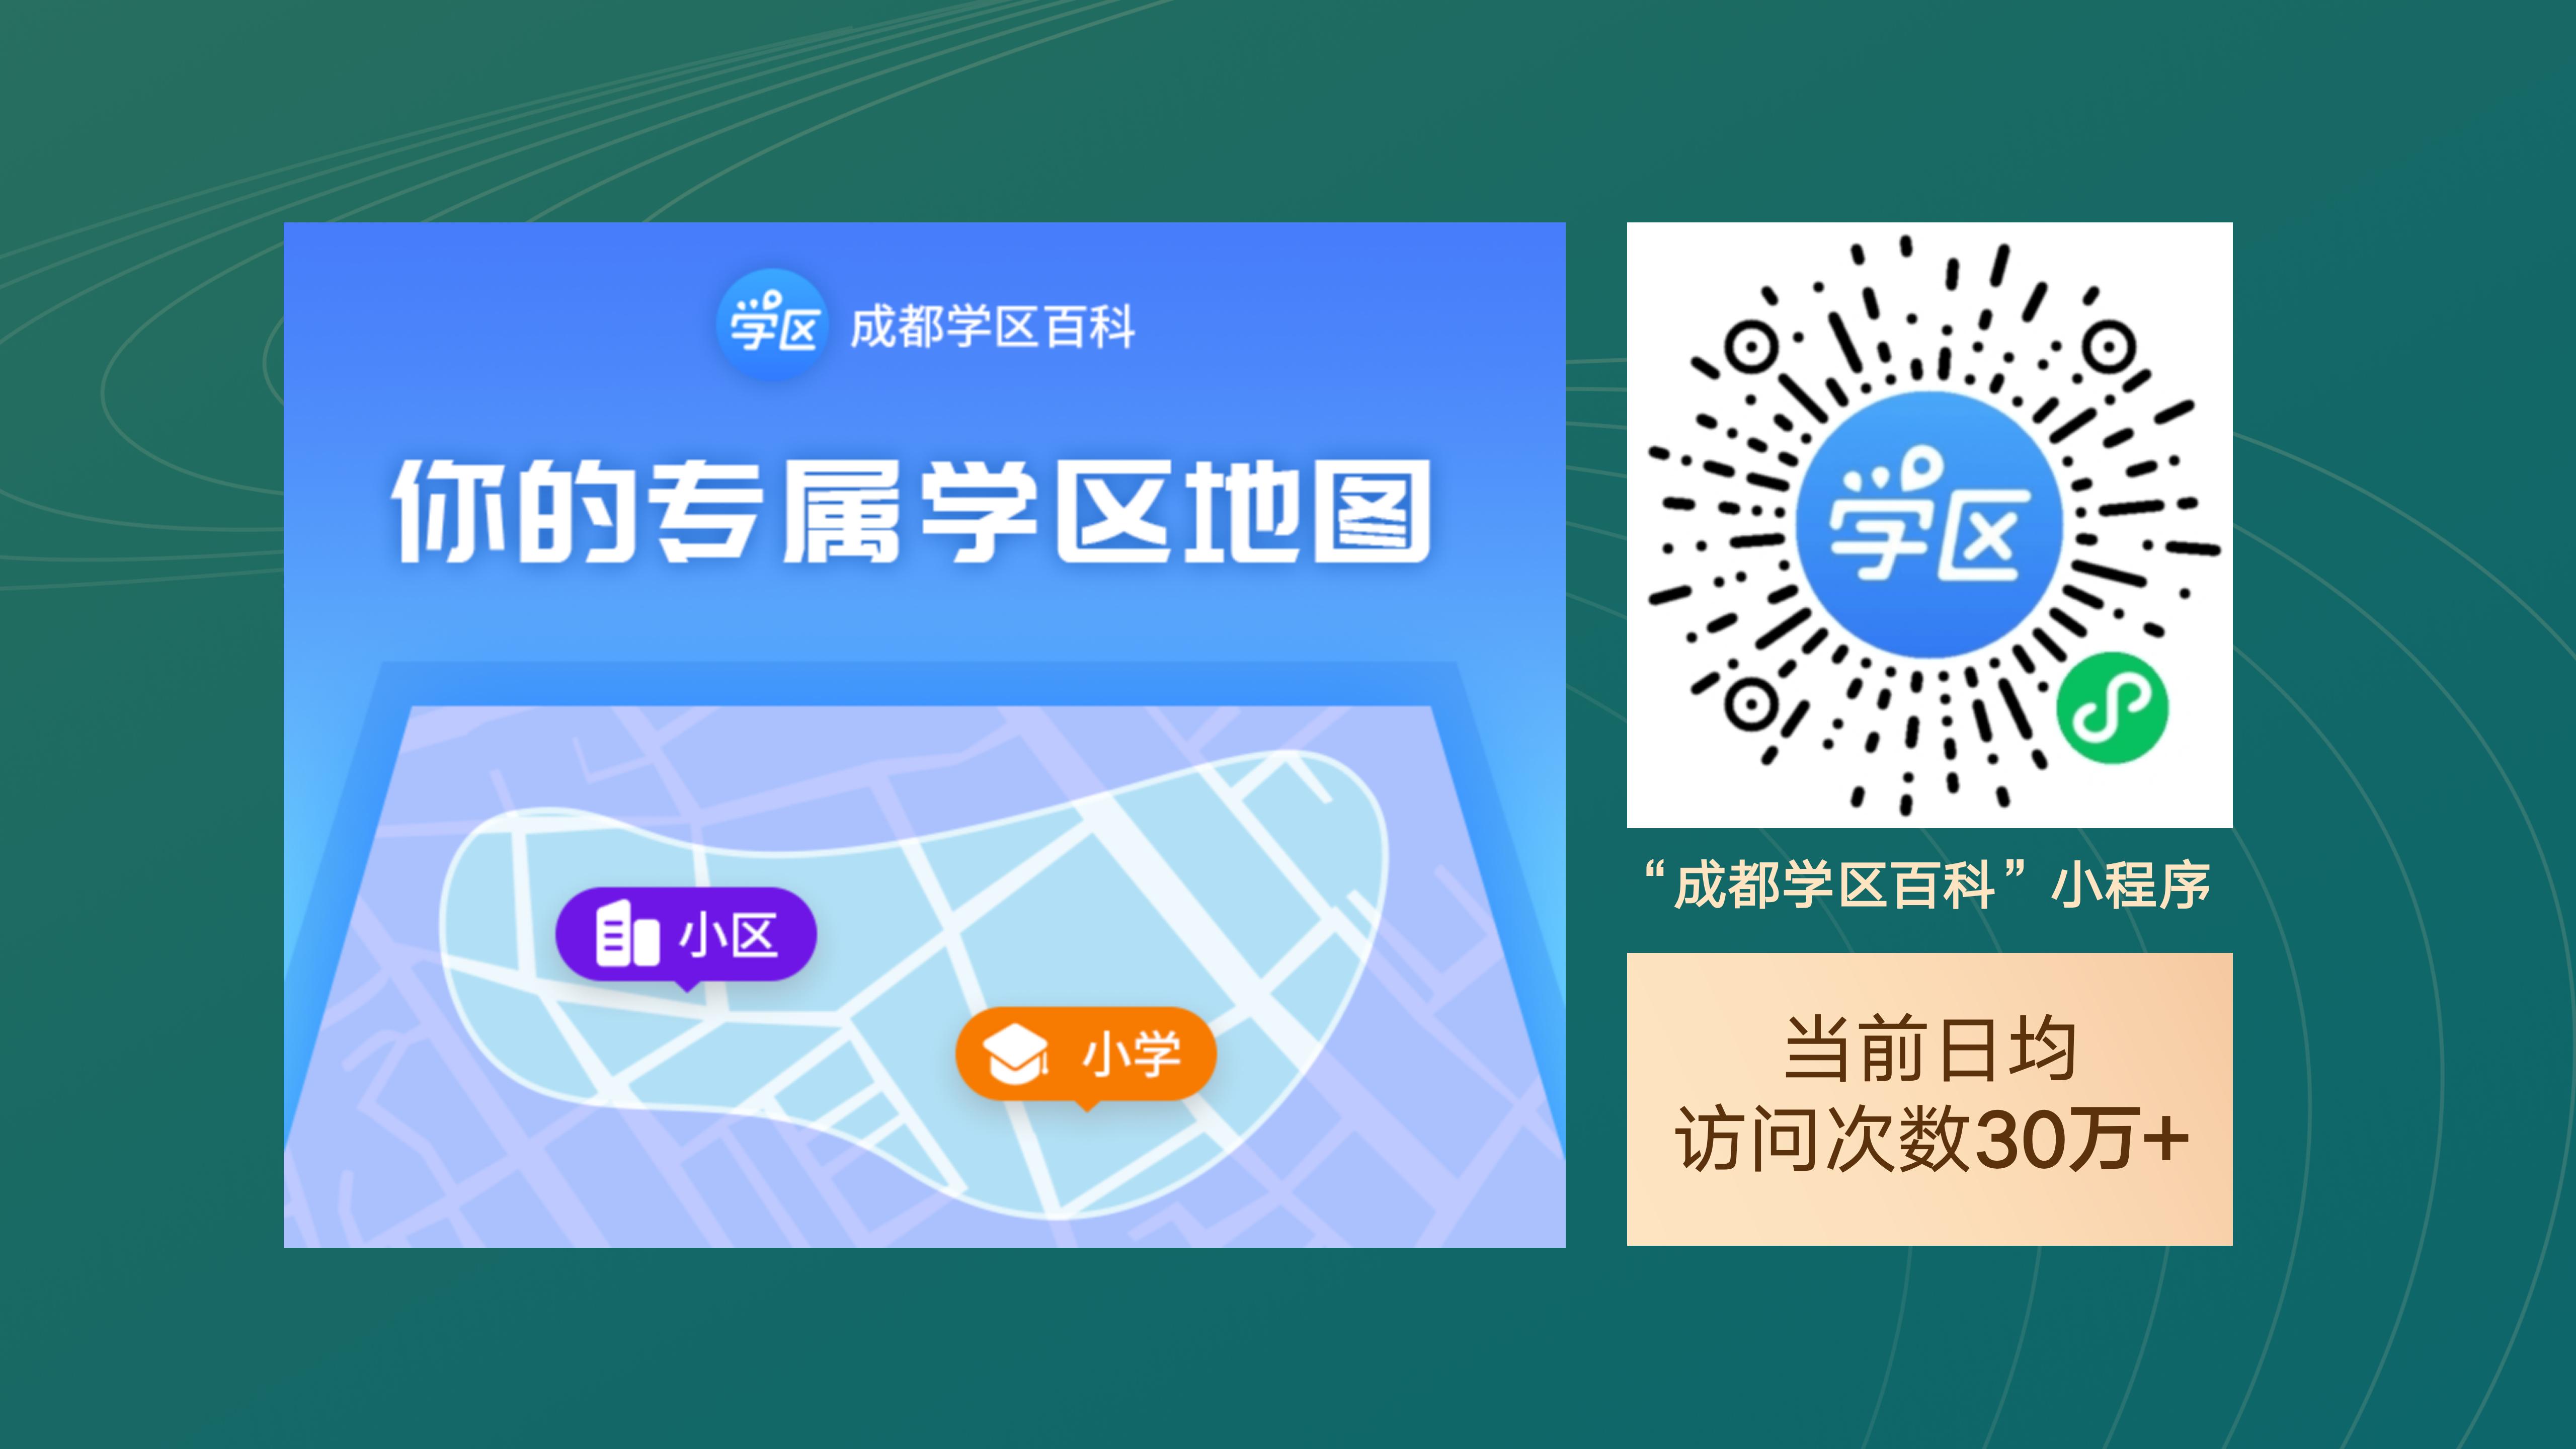 学区 成都学区百科
你的专属学区地图
小区
小学
学区
“成都学区百科”小程序
当前日均
访问次数30万+